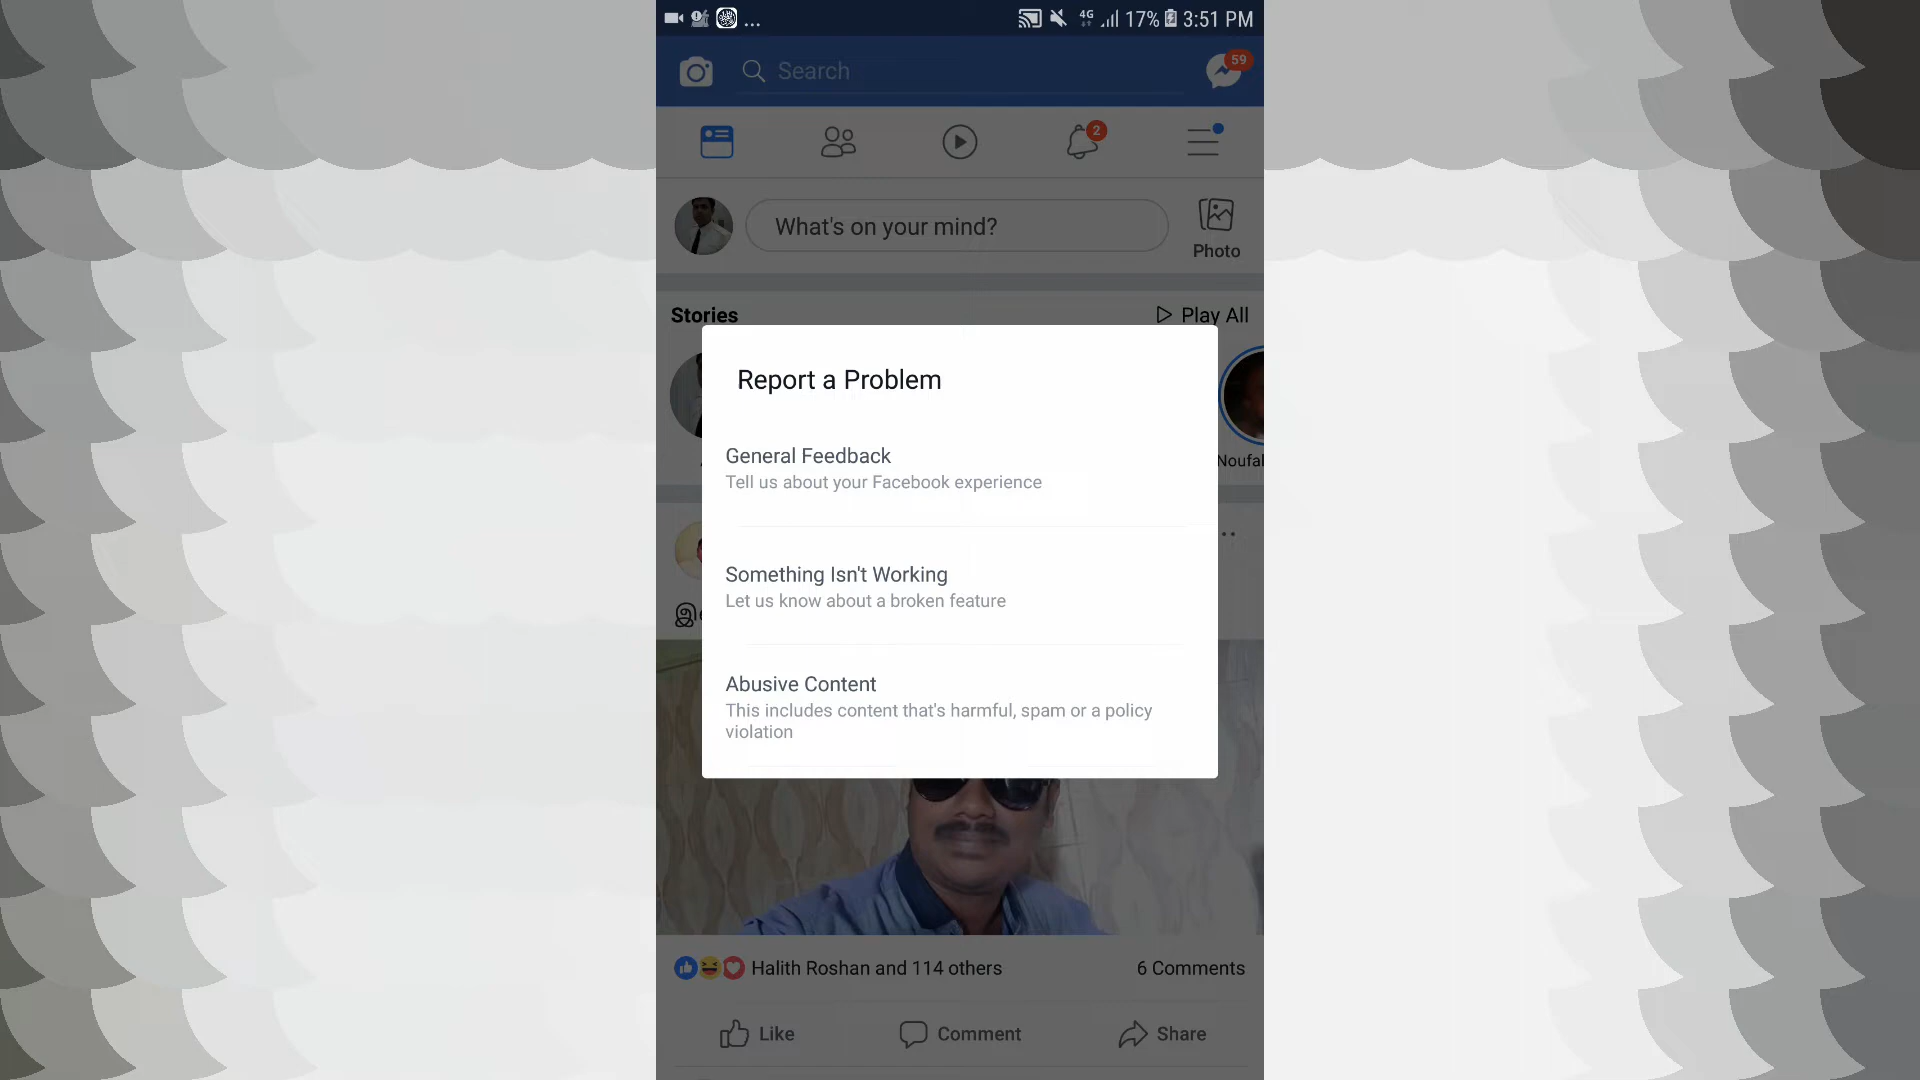 ... 4G 17% 3:51 PM
Search
59
2
What's on your mind?
Photo
Stories
Play All
Report a Problem
General Feedback
Tell us about your Facebook experience
Noufal
Something Isn't Working
Let us know about a broken feature
Abusive Content
This includes content that's harmful, spam or a policy
violation
Halith Roshan and 114 others
6 Comments
Like
Comment
Share